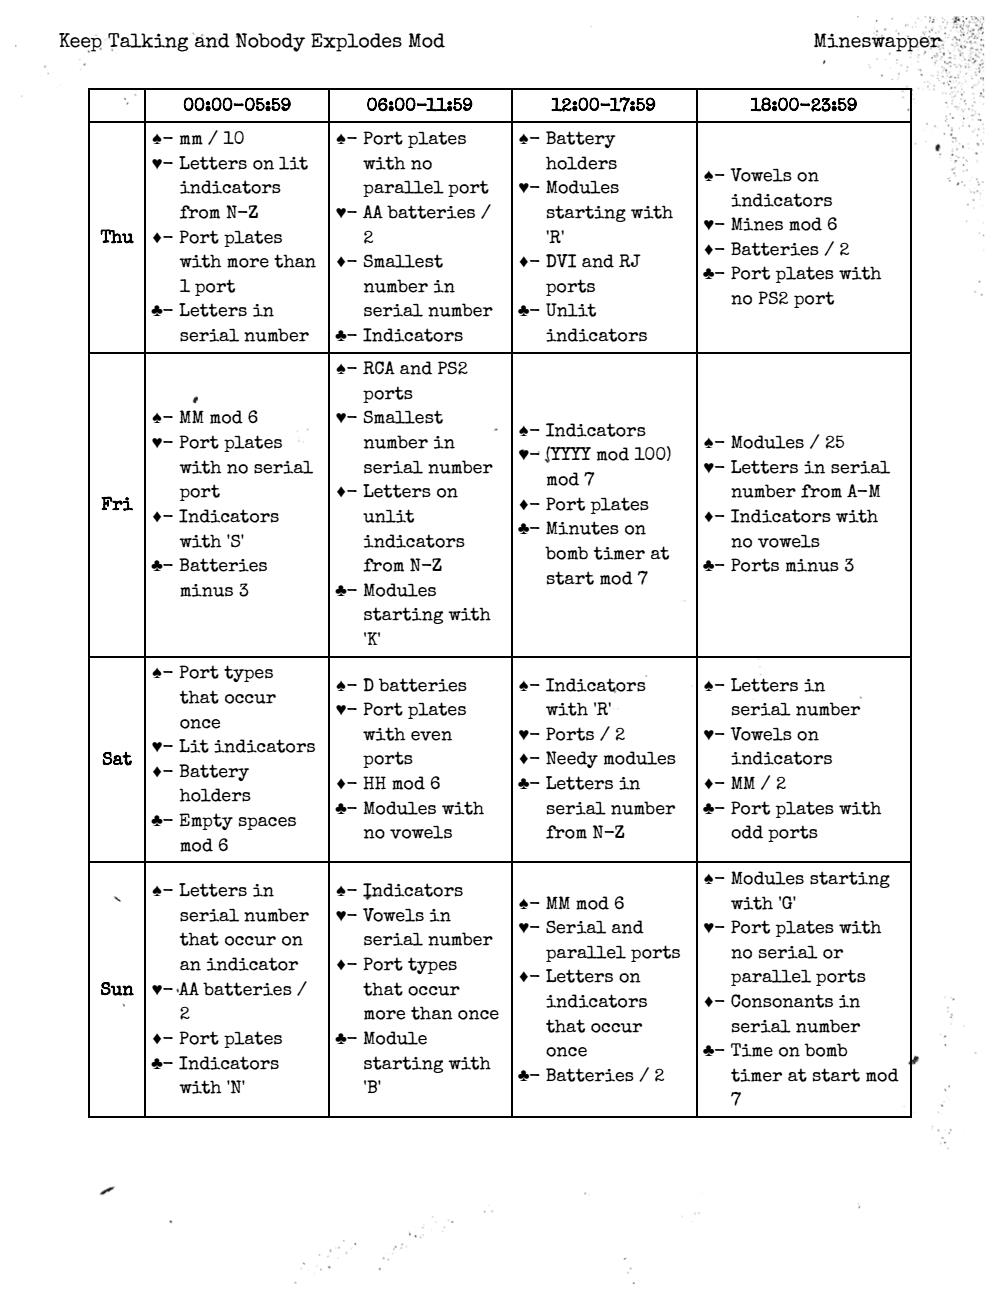 Keep Talking and Nobody Explodes Mod
Mineswapper
00:00-05:59
06:00-11:59
12:00-17:59
18:00-23:59
Thu
♠– mm / 10
♥– Letters on lit
indicators
from N-Z
♦– Port plates
with more than
1 port
♣– Letters in
serial number
♠– Port plates
with no
parallel port
♥– AA batteries /
2
♦– Smallest
number in
serial number
♣– Indicators
♠– Battery
holders
♥– Modules
starting with
'R'
♦– DVI and RJ
ports
♣– Unlit
indicators
♠– Vowels on
indicators
♥– Mines mod 6
♦– Batteries / 2
♣– Port plates with
no PS2 port
Fri
♠– MM mod 6
♥– Port plates
with no serial
port
♦– Indicators
with 'S'
♣– Batteries
minus 3
♠– RCA and PS2
ports
♥– Smallest
number in
serial number
♦– Letters on
unlit
indicators
from N-Z
♣– Modules
starting with
'K'
♠– Indicators
♥– (YYYY mod 100)
mod 7
♦– Port plates
♣– Minutes on
bomb timer at
start mod 7
♠– Modules / 25
♥– Letters in serial
number from A-M
♦– Indicators with
no vowels
♣– Ports minus 3
Sat
♠– Port types
that occur
once
♥– Lit indicators
♦– Battery
holders
♣– Empty spaces
mod 6
♠– D batteries
♥– Port plates
with even
ports
♦– HH mod 6
♣– Modules with
no vowels
♠– Indicators
with 'R'
♥– Ports / 2
♦– Needy modules
♣– Letters in
serial number
from N-Z
♠– Letters in
serial number
♥– Vowels on
indicators
♦– MM / 2
♣– Port plates with
odd ports
Sun
♠– Letters in
serial number
that occur on
an indicator
♥– AA batteries /
2
♦– Port plates
♣– Indicators
with 'N'
♠– Indicators
♥– Vowels in
serial number
♦– Port types
that occur
more than once
♣– Module
starting with
'B'
♠– MM mod 6
♥– Serial and
parallel ports
♦– Letters on
indicators
that occur
once
♣– Batteries / 2
♠– Modules starting
with 'G'
♥– Port plates with
no serial or
parallel ports
♦– Consonants in
serial number
♣– Time on bomb
timer at start mod
7